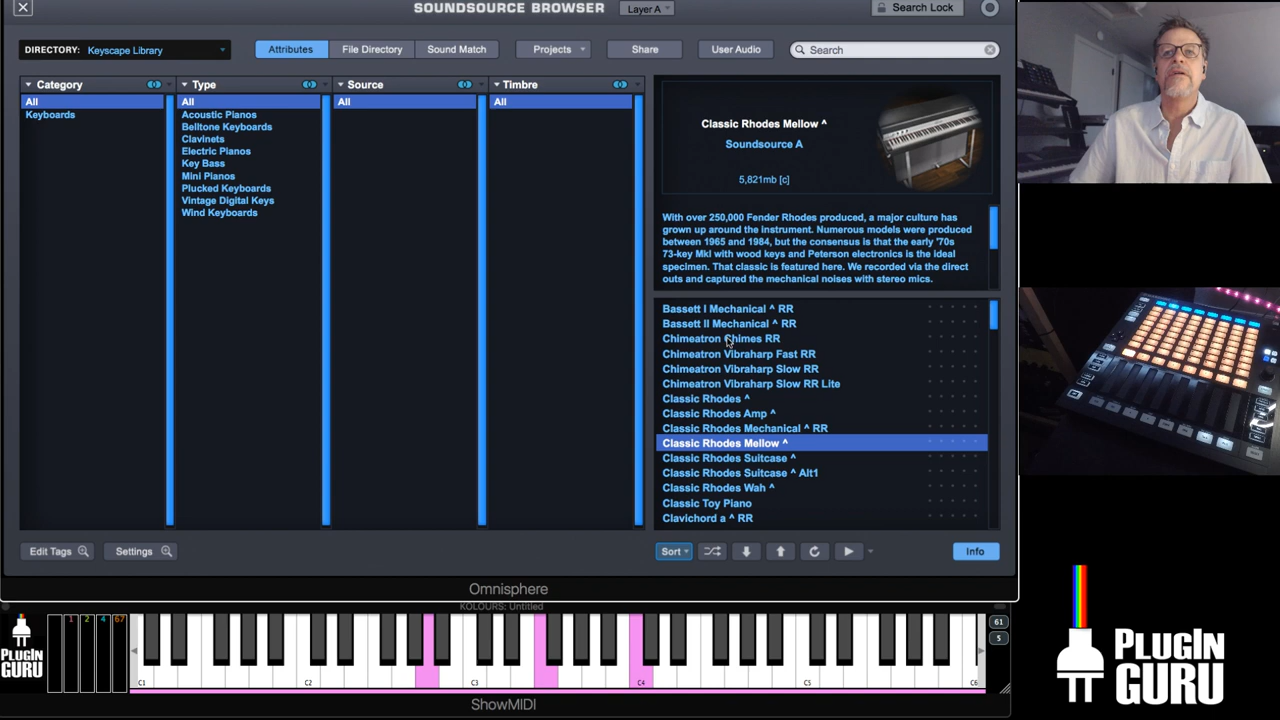 SOUNDSOURCE BROWSER
Layer A
Search Lock
DIRECTORY: Keyscape Library
Attributes
File Directory
Sound Match
Projects
Share
User Audio
Search
Category
Type
Source
Timbre
All
Keyboards
All
Acoustic Pianos
Belltone Keyboards
Clavinets
Electric Pianos
Key Bass
Mini Pianos
Plucked Keyboards
Vintage Digital Keys
Wind Keyboards
All
All
Classic Rhodes Mellow ^
Soundsource A
5,821mb [c]
With over 250,000 Fender Rhodes produced, a major culture has
grown up around the instrument. Numerous models were produced
between 1965 and 1984, but the consensus is that the early '70s
73-key MkI with wood keys and Peterson electronics is the ideal
specimen. That classic is featured here. We recorded via the direct
outs and captured the mechanical noises with stereo mics.
Bassett I Mechanical ^ RR
Bassett II Mechanical ^ RR
Chimeatron Chimes RR
Chimeatron Vibraharp Fast RR
Chimeatron Vibraharp Slow RR
Chimeatron Vibraharp Slow RR Lite
Classic Rhodes ^
Classic Rhodes Amp ^
Classic Rhodes Mechanical ^ RR
Classic Rhodes Mellow ^
Classic Rhodes Suitcase ^
Classic Rhodes Suitcase ^ Alt1
Classic Rhodes Wah ^
Classic Toy Piano
Clavichord a ^ RR
Edit Tags
Settings
Sort
Info
Omnisphere
KOLOURS: Untitled
1 2 4 67
PLUGIN
GURU
C1
C2
C3
C4
C5
C6
61
5
ShowMIDI
PLUGIN
GURU